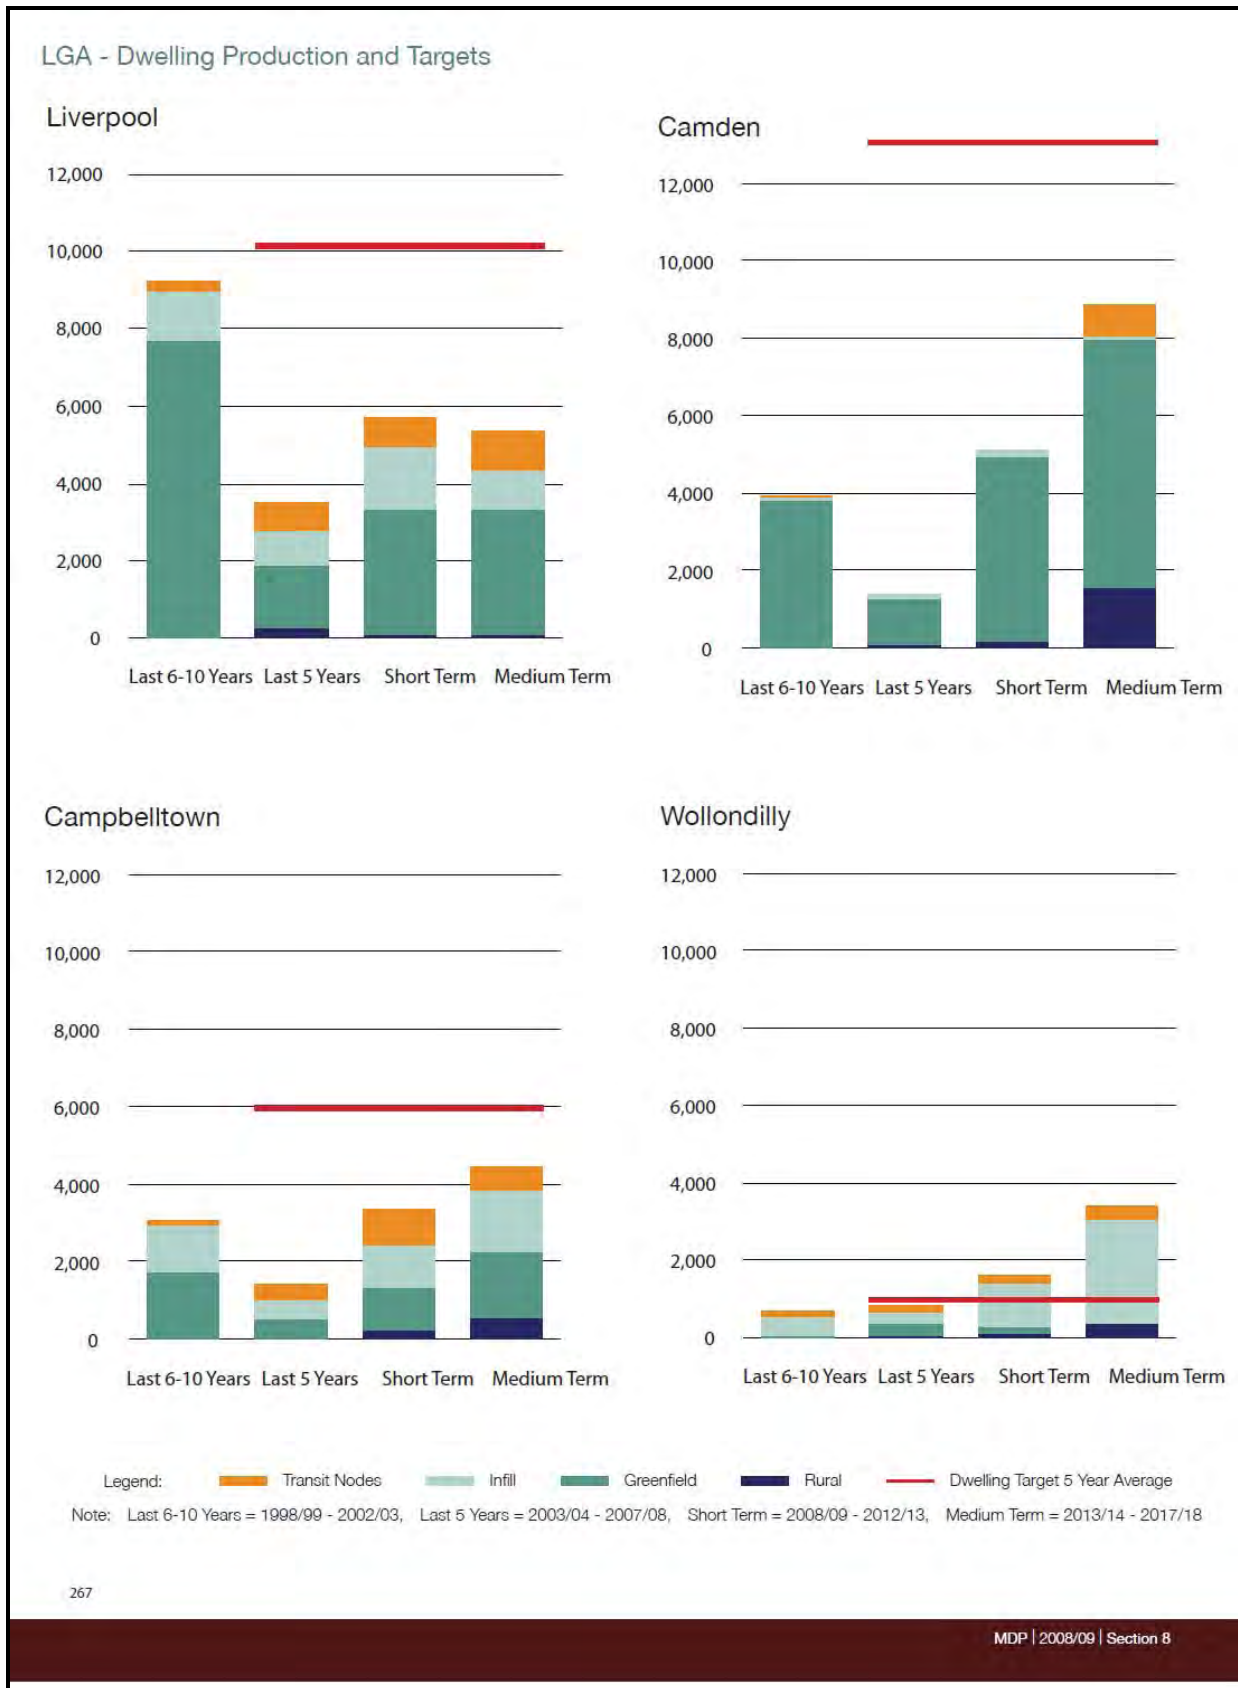 LGA - Dwelling Production and Targets
Liverpool
12,000
10,000
8,000
6,000
4,000
2,000
0
Last 6-10 Years Last 5 Years Short Term Medium Term
Camden
12,000
10,000
8,000
6,000
4,000
2,000
0
Last 6-10 Years Last 5 Years Short Term Medium Term
Campbelltown
12,000
10,000
8,000
6,000
4,000
2,000
0
Last 6-10 Years Last 5 Years Short Term Medium Term
Wollondilly
12,000
10,000
8,000
6,000
4,000
2,000
0
Last 6-10 Years Last 5 Years Short Term Medium Term
Legend: Transit Nodes Infill Greenfield Rural Dwelling Target 5 Year Average
Note: Last 6-10 Years = 1998/99 - 2002/03, Last 5 Years = 2003/04 - 2007/08, Short Term = 2008/09 - 2012/13, Medium Term = 2013/14 - 2017/18
267
MDP | 2008/09 | Section 8